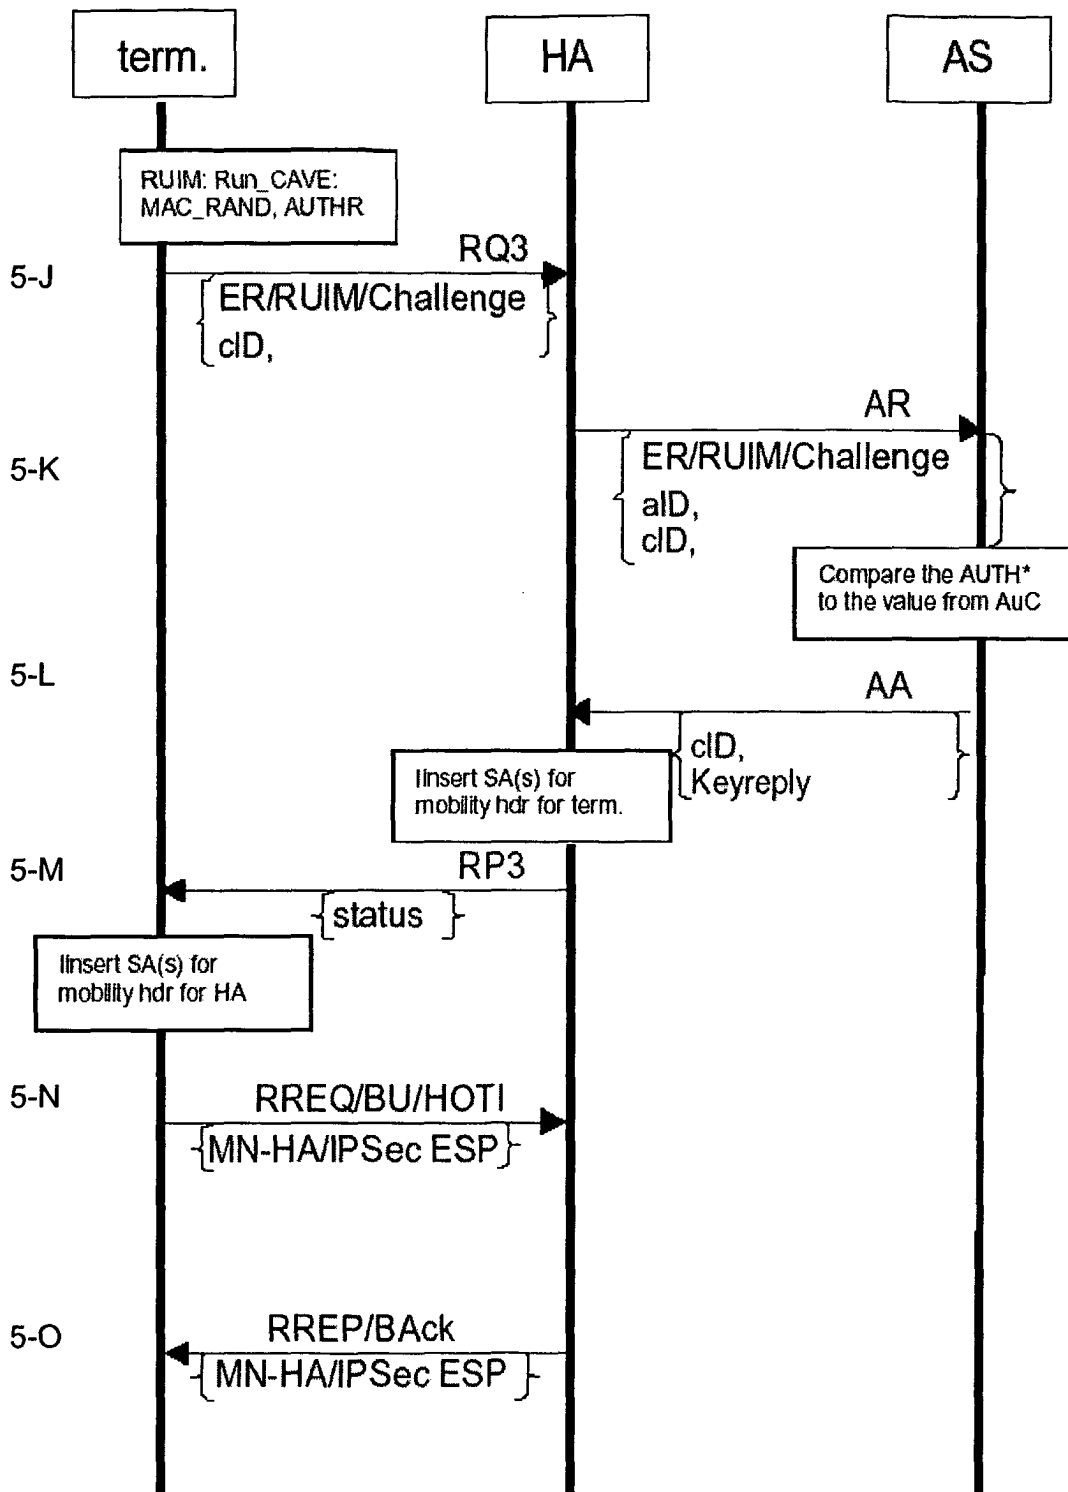 term.
HA
AS
RUIM: Run_CAVE:
MAC_RAND, AUTHR
5-J
RQ3
ER/RUIM/Challenge
cID,
AR
5-K
ER/RUIM/Challenge
aID,
cID,
Compare the AUTH*
to the value from AuC
5-L
AA
cID,
Keyreply
IInsert SA(s) for
mobility hdr for term.
5-M
RP3
status
IInsert SA(s) for
mobility hdr for HA
5-N
RREQ/BU/HOTI
MN-HA/IPSec ESP
5-O
RREP/BAck
MN-HA/IPSec ESP